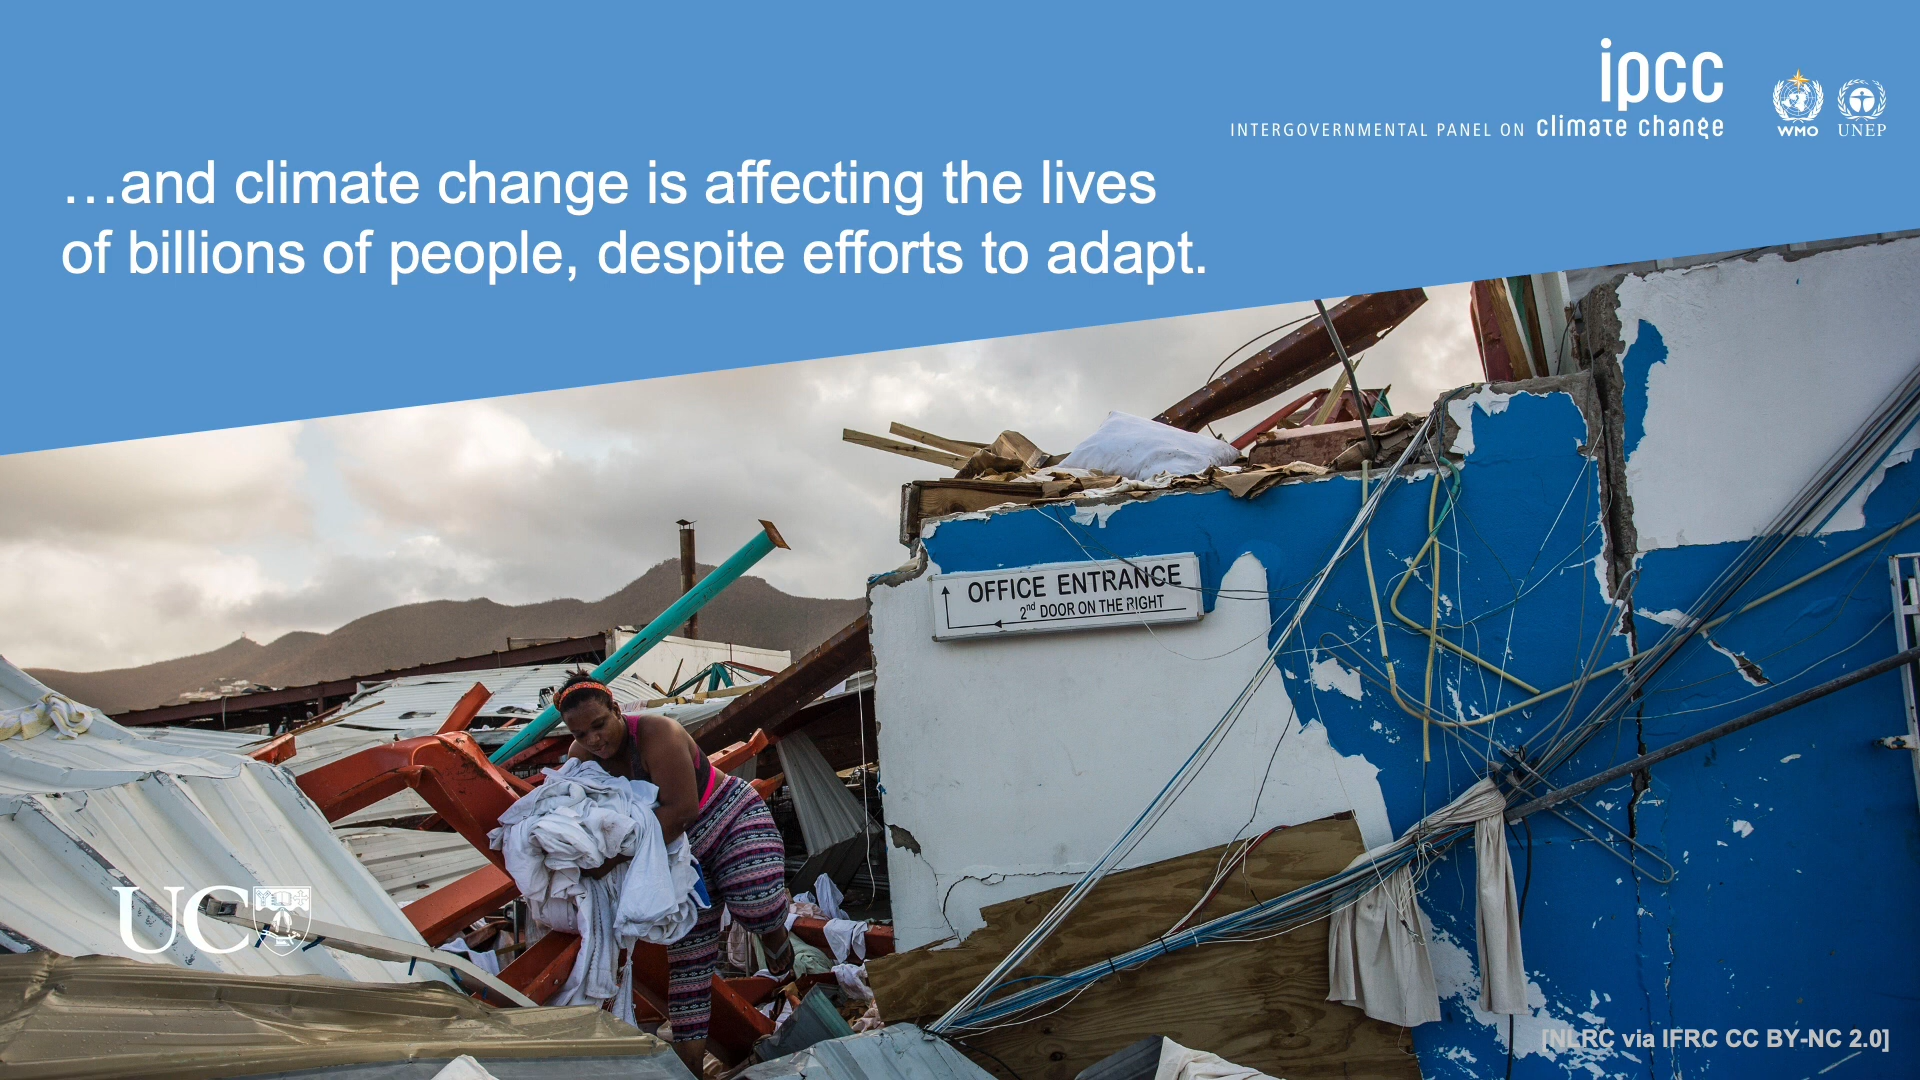 ipcc
INTERGOVERNMENTAL PANEL ON climate change
WMO
UNEP
…and climate change is affecting the lives
of billions of people, despite efforts to adapt.
OFFICE ENTRANCE
2nd DOOR ON THE RIGHT
UC
[NLRC via IFRC CC BY-NC 2.0]